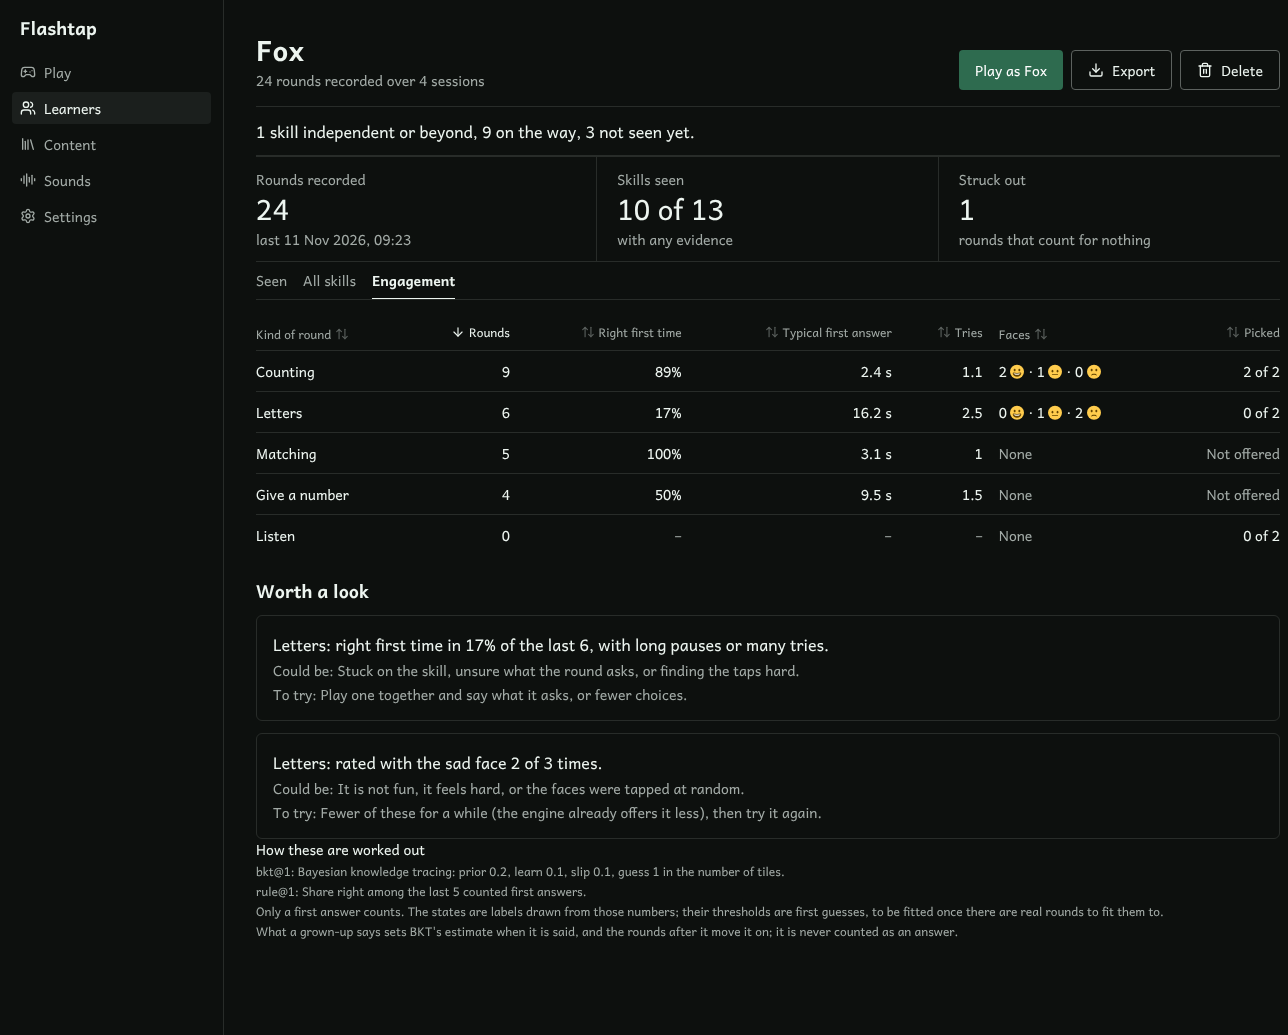 Flashtap
Play
Learners
Content
Sounds
Settings
Fox
24 rounds recorded over 4 sessions
Play as Fox
Export
Delete
1 skill independent or beyond, 9 on the way, 3 not seen yet.
Rounds recorded
24
last 11 Nov 2026, 09:23
Skills seen
10 of 13
with any evidence
Struck out
1
rounds that count for nothing
Seen All skills Engagement
Kind of round Rounds Right first time Typical first answer Tries Faces Picked
Counting 9 89% 2.4 s 1.1 2 😀 · 1 😐 · 0 🙁 2 of 2
Letters 6 17% 16.2 s 2.5 0 😀 · 1 😐 · 2 🙁 0 of 2
Matching 5 100% 3.1 s 1 None Not offered
Give a number 4 50% 9.5 s 1.5 None Not offered
Listen 0 – – – None 0 of 2
Worth a look
Letters: right first time in 17% of the last 6, with long pauses or many tries.
Could be: Stuck on the skill, unsure what the round asks, or finding the taps hard.
To try: Play one together and say what it asks, or fewer choices.
Letters: rated with the sad face 2 of 3 times.
Could be: It is not fun, it feels hard, or the faces were tapped at random.
To try: Fewer of these for a while (the engine already offers it less), then try it again.
How these are worked out
bkt@1: Bayesian knowledge tracing: prior 0.2, learn 0.1, slip 0.1, guess 1 in the number of tiles.
rule@1: Share right among the last 5 counted first answers.
Only a first answer counts. The states are labels drawn from those numbers; their thresholds are first guesses, to be fitted once there are real rounds to fit them to.
What a grown-up says sets BKT's estimate when it is said, and the rounds after it move it on; it is never counted as an answer.